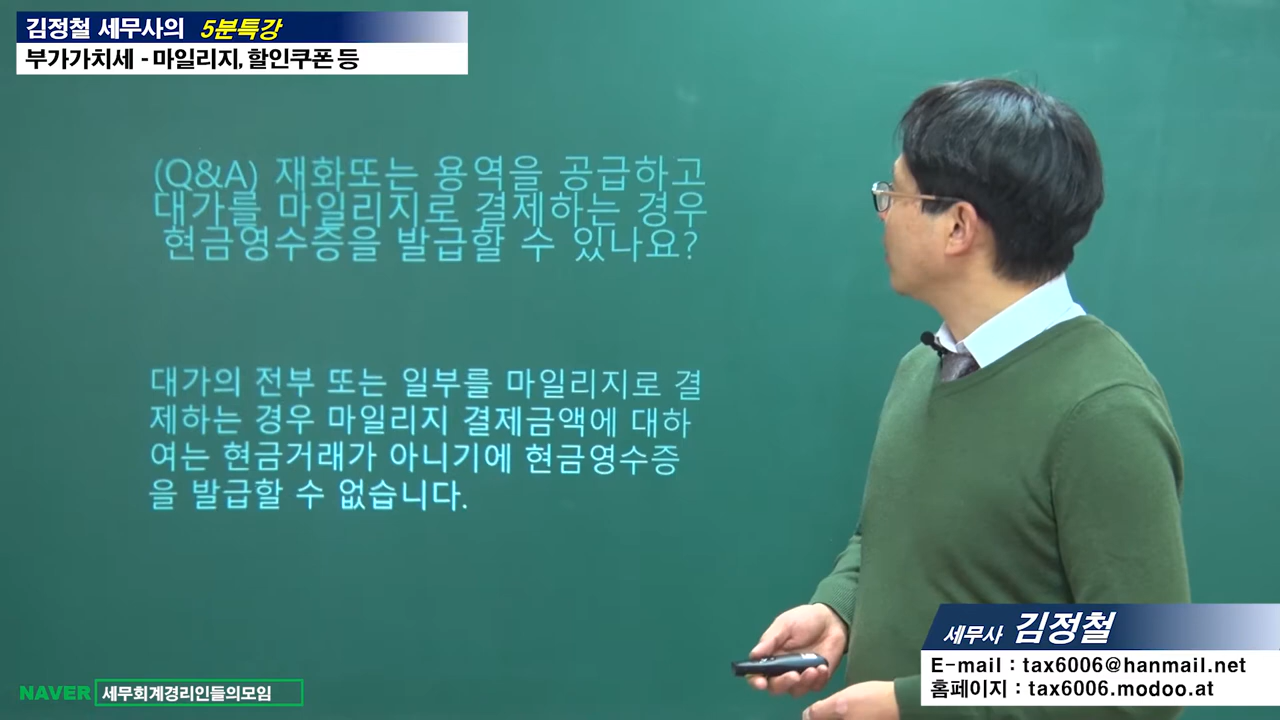 김정철 세무사의 5분특강
부가가치세 - 마일리지, 할인쿠폰 등
(Q&A) 재화또는 용역을 공급하고
대가를 마일리지로 결제하는 경우
현금영수증을 발급할 수 있나요?
대가의 전부 또는 일부를 마일리지로 결
제하는 경우 마일리지 결제금액에 대하
여는 현금거래가 아니기에 현금영수증
을 발급할 수 없습니다.
세무사 김정철
E-mail : tax6006@hanmail.net
홈페이지 : tax6006.modoo.at
NAVER 세무회계경리인들의모임